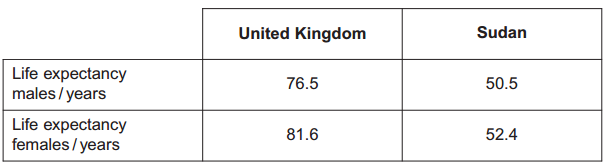 United Kingdom Sudan
Life expectancy
males / years 76.5 50.5
Life expectancy
females / years 81.6 52.4